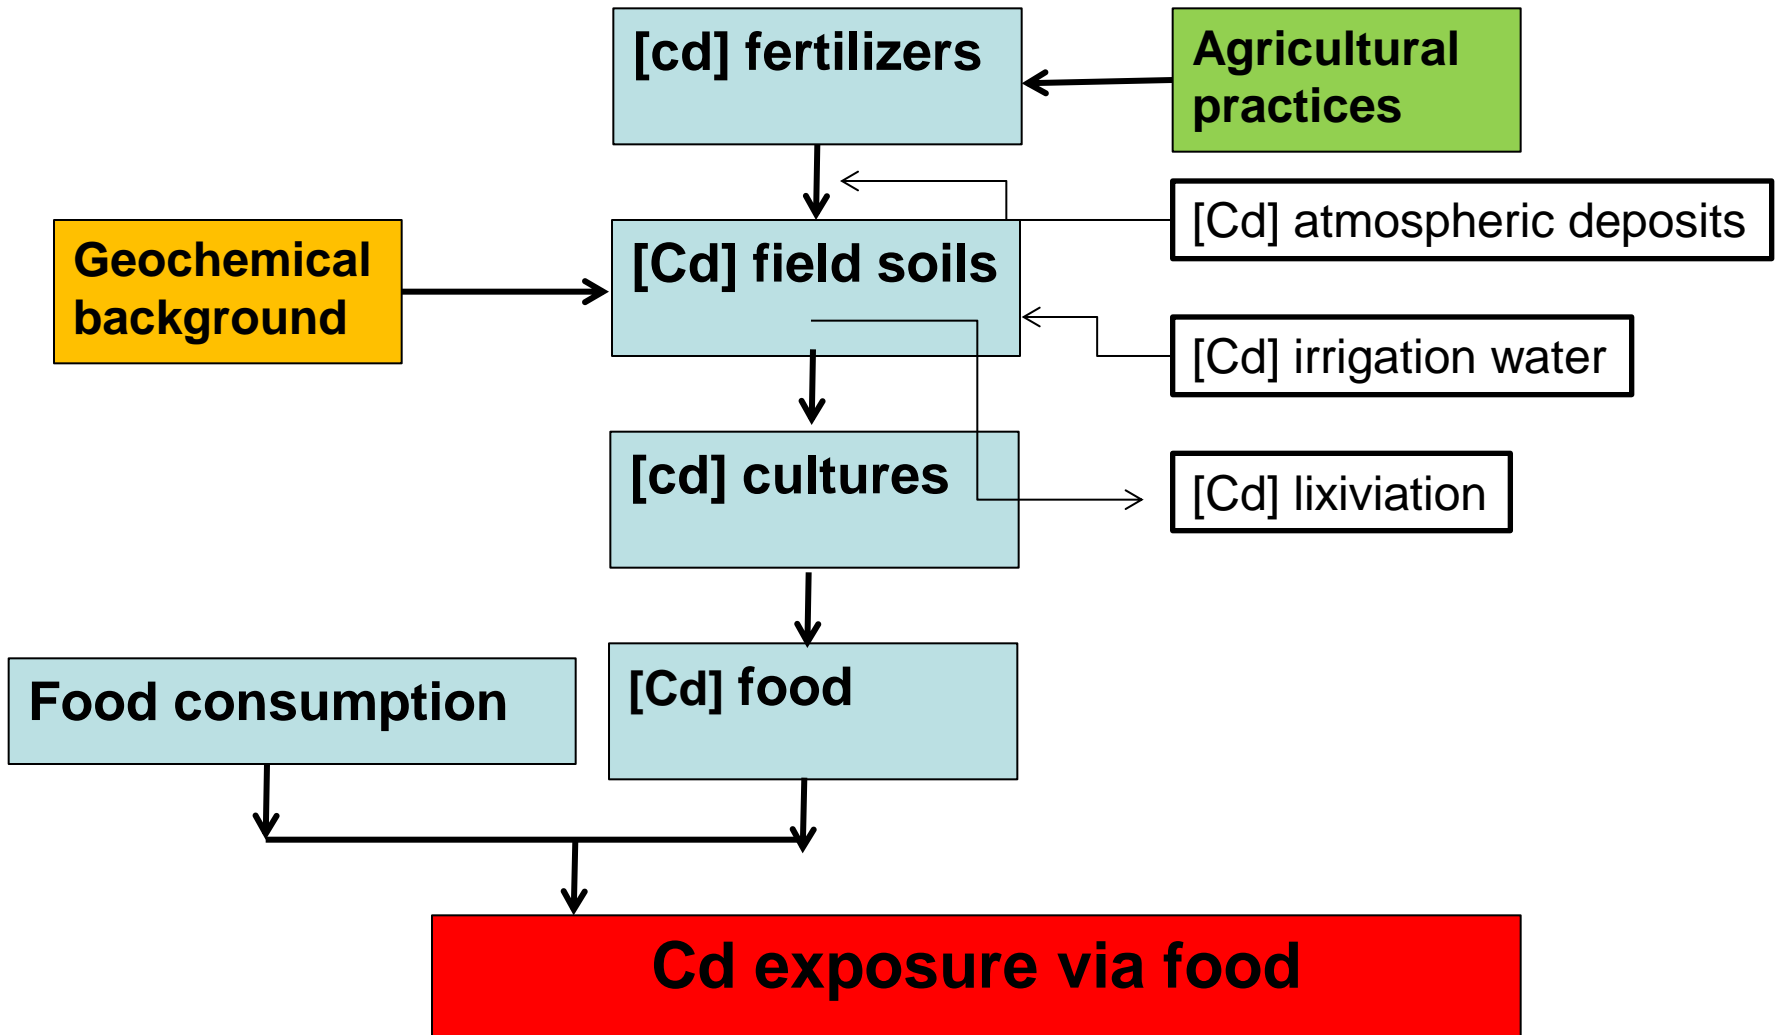 [cd] fertilizers
Agricultural
practices
[Cd] atmospheric deposits
Geochemical
background
[Cd] field soils
[Cd] irrigation water
[cd] cultures
[Cd] lixiviation
Food consumption
[Cd] food
Cd exposure via food